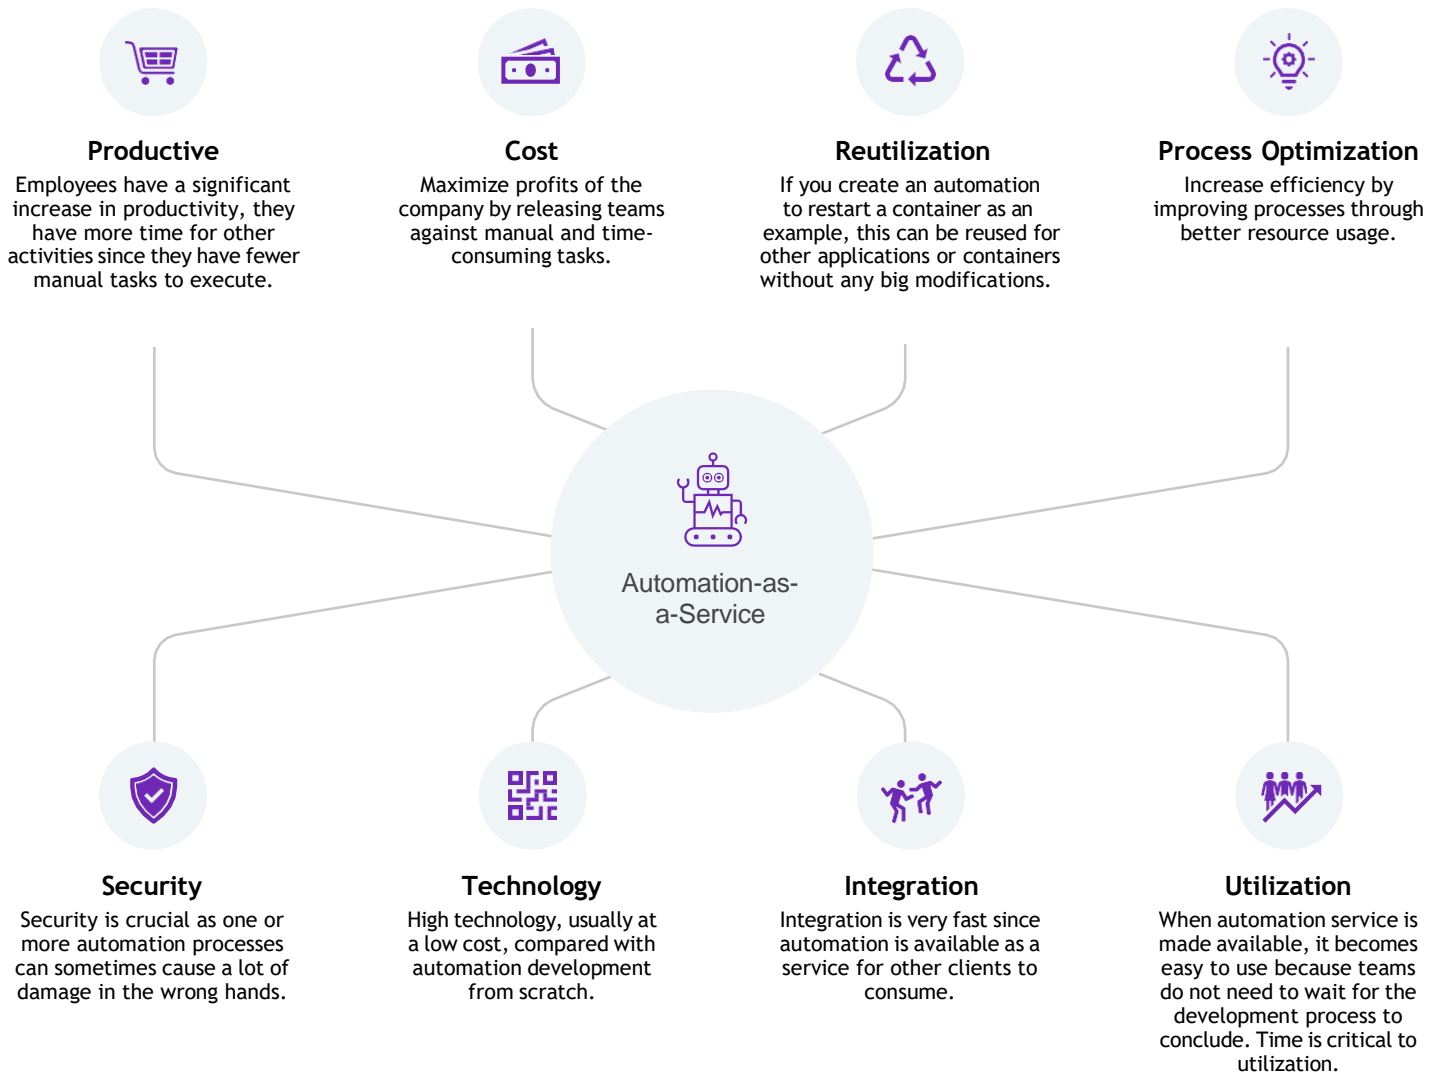 Productive
Employees have a significant
increase in productivity, they
have more time for other
activities since they have fewer
manual tasks to execute.
Cost
Maximize profits of the
company by releasing teams
against manual and time-
consuming tasks.
Reutilization
If you create an automation
to restart a container as an
example, this can be reused for
other applications or containers
without any big modifications.
Process Optimization
Increase efficiency by
improving processes through
better resource usage.
Automation-as-
a-Service
Security
Security is crucial as one or
more automation processes
can sometimes cause a lot of
damage in the wrong hands.
Technology
High technology, usually at
a low cost, compared with
automation development
from scratch.
Integration
Integration is very fast since
automation is available as a
service for other clients to
consume.
Utilization
When automation service is
made available, it becomes
easy to use because teams
do not need to wait for the
development process to
conclude. Time is critical to
utilization.